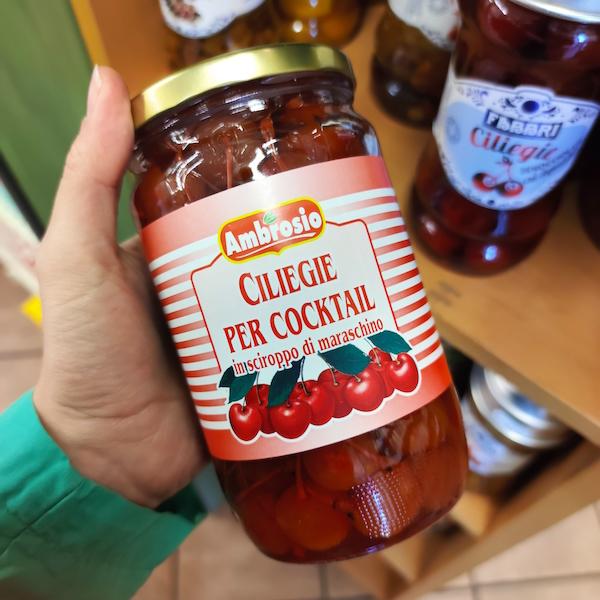 Ambrosio
CILIEGIE
PER COCKTAIL
in sciroppo di maraschino
FABBRI
Ciliegie